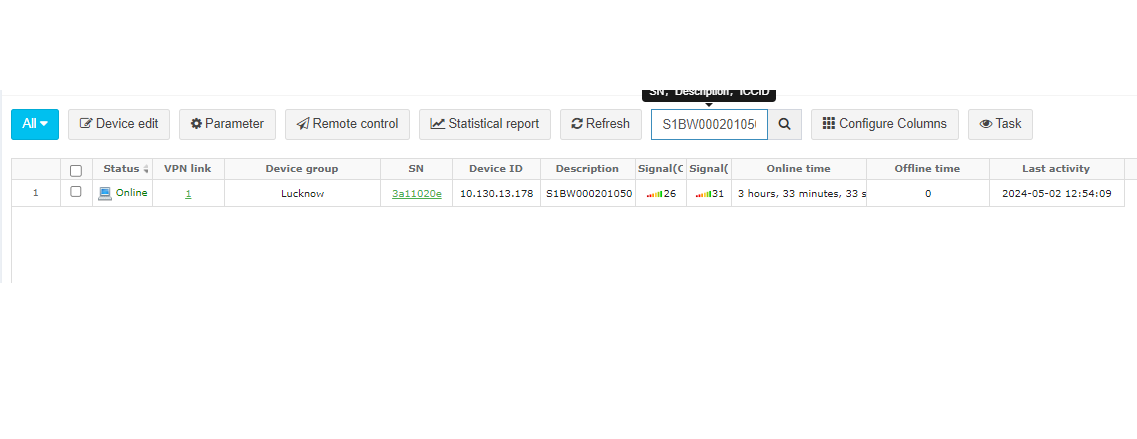 SN, Description, ICCID
All Device edit Parameter Remote control Statistical report Refresh S1BW000201050 Configure Columns Task
Status VPN link Device group SN Device ID Description Signal(C Signal( Online time Offline time Last activity
1 Online 1 Lucknow 3a11020e 10.130.13.178 S1BW000201050 26 31 3 hours, 33 minutes, 33 s 0 2024-05-02 12:54:09